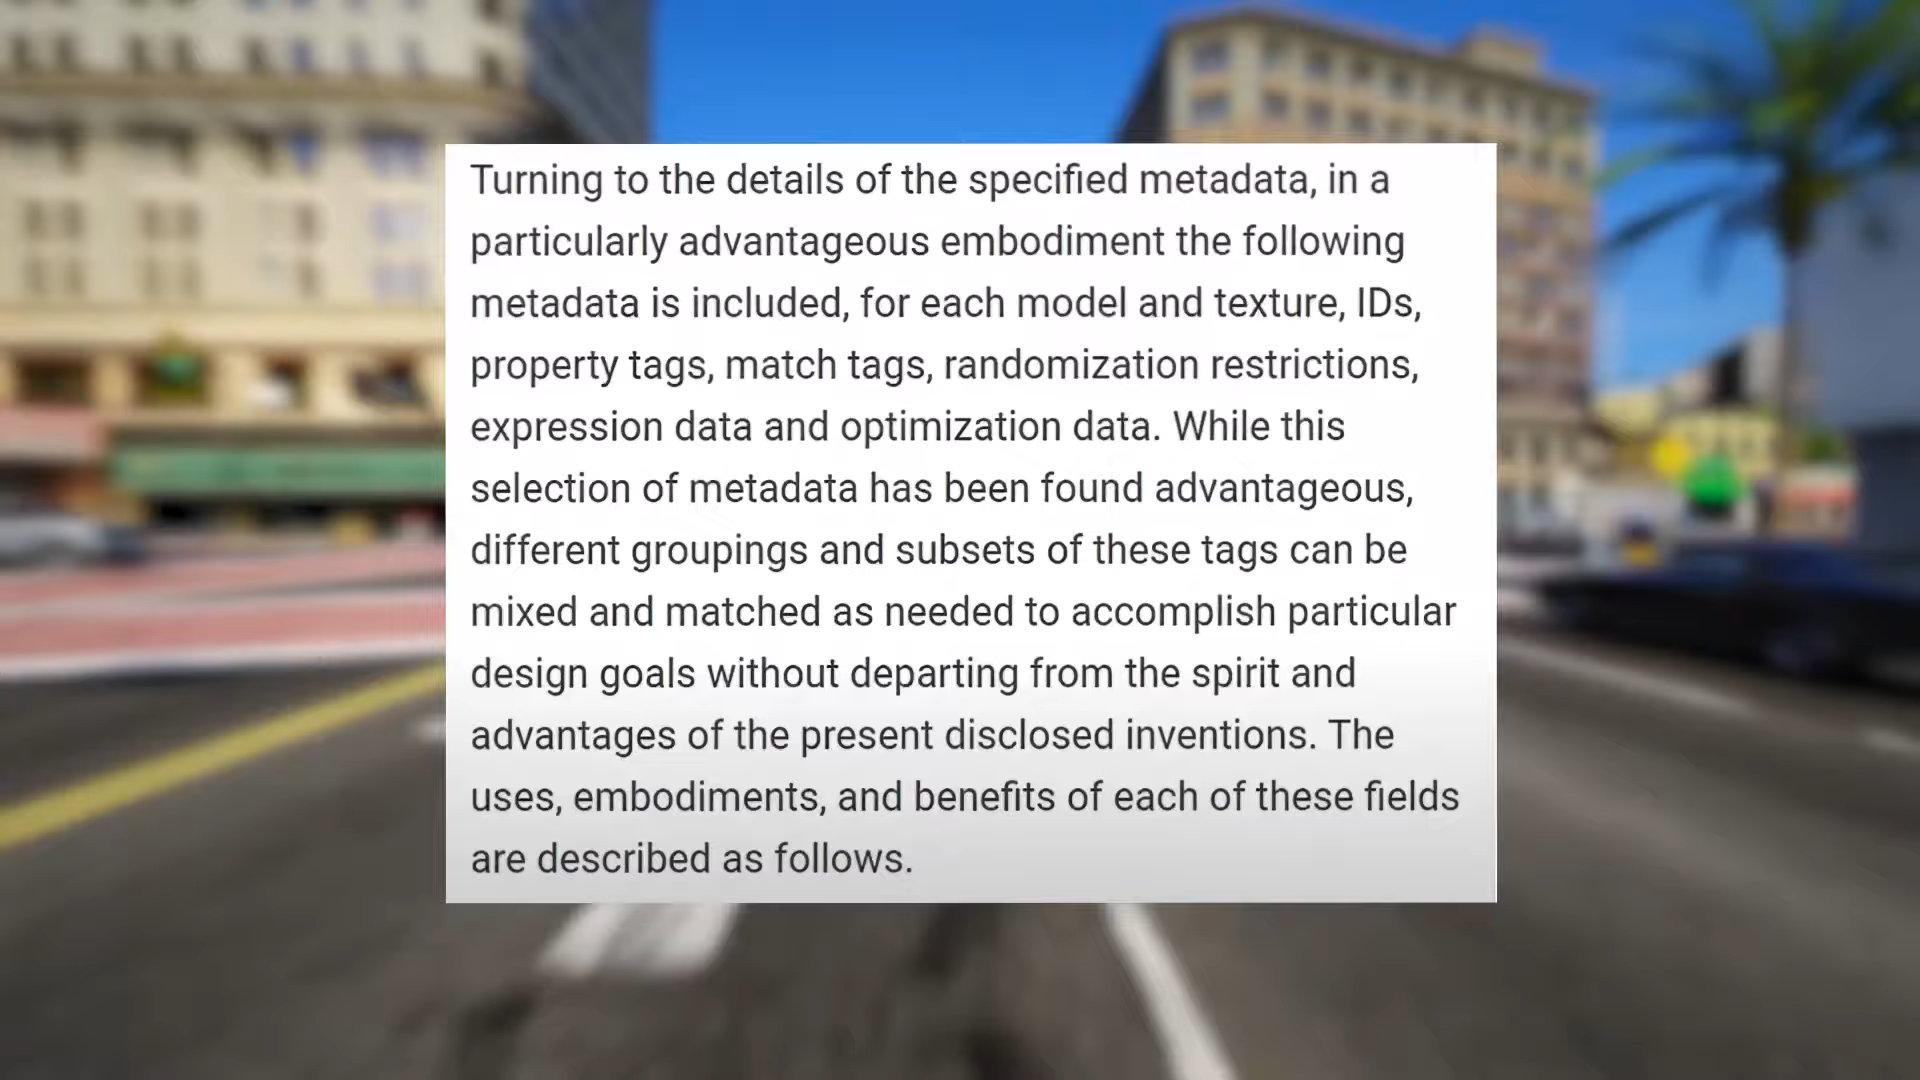 Turning to the details of the specified metadata, in a
particularly advantageous embodiment the following
metadata is included, for each model and texture, IDs,
property tags, match tags, randomization restrictions,
expression data and optimization data. While this
selection of metadata has been found advantageous,
different groupings and subsets of these tags can be
mixed and matched as needed to accomplish particular
design goals without departing from the spirit and
advantages of the present disclosed inventions. The
uses, embodiments, and benefits of each of these fields
are described as follows.